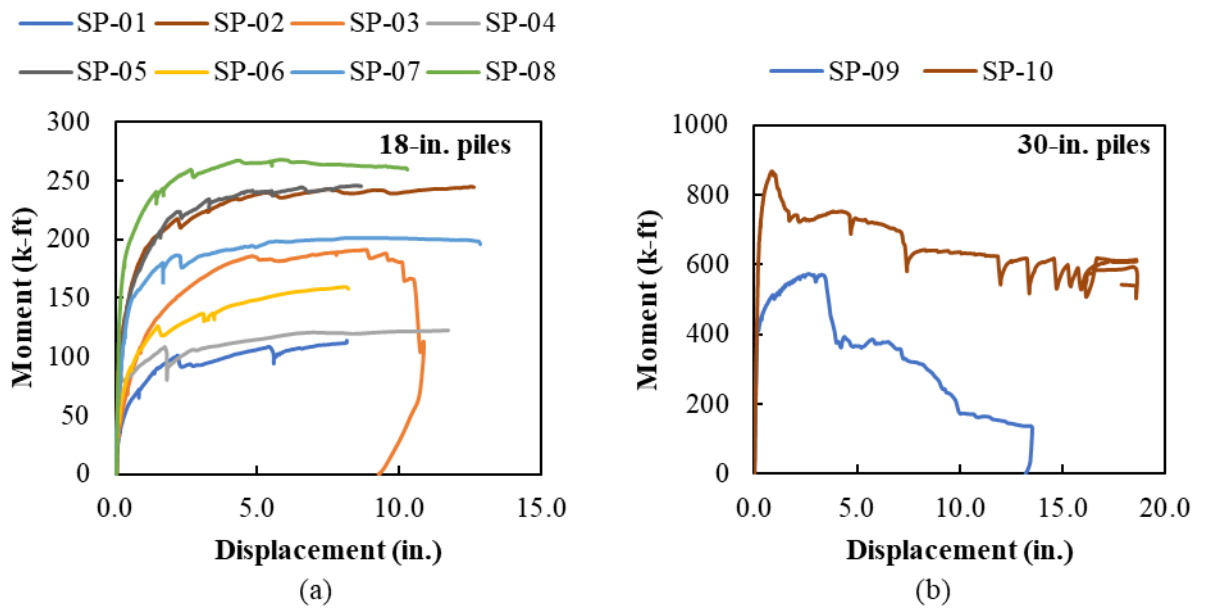 SP-01 SP-02 SP-03 SP-04
SP-05 SP-06 SP-07 SP-08
SP-09 SP-10
300
250
200
150
100
50
0
Moment (k-ft)
18-in. piles
0.0 5.0 10.0 15.0
Displacement (in.)
(a)
1000
800
600
400
200
0
Moment (k-ft)
30-in. piles
0.0 5.0 10.0 15.0 20.0
Displacement (in.)
(b)